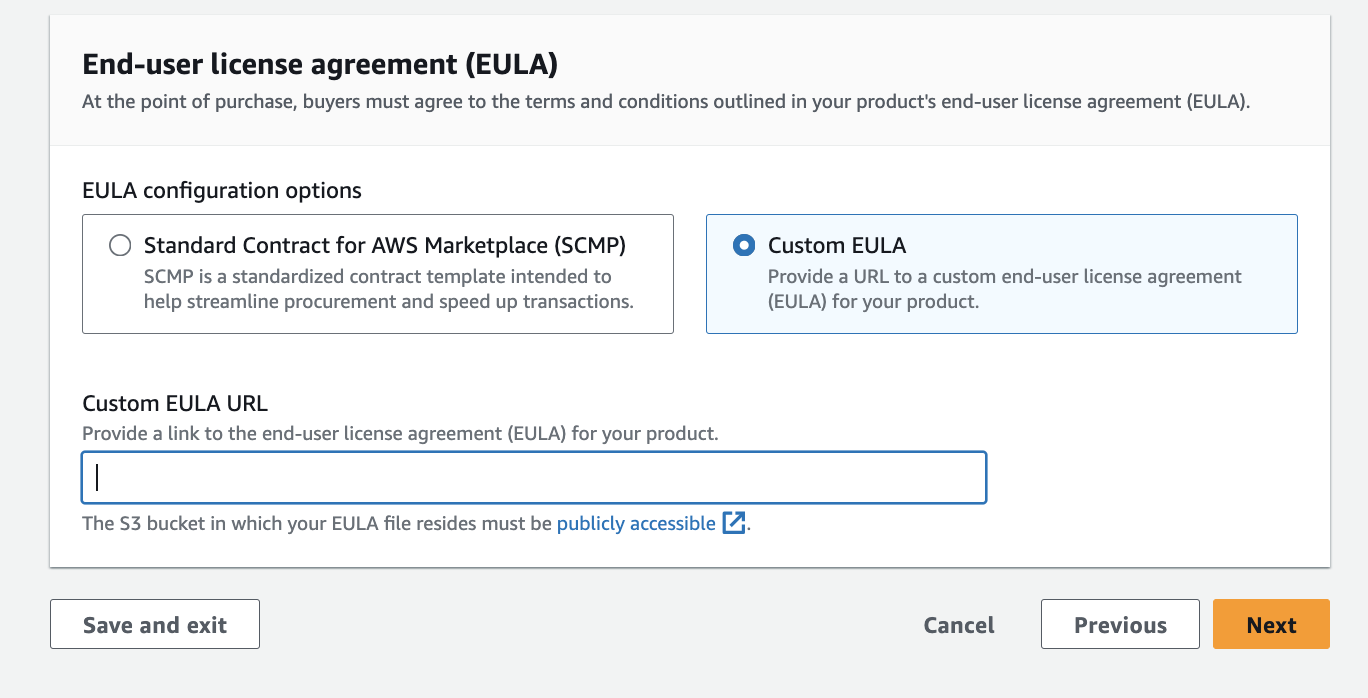 End-user license agreement (EULA)
At the point of purchase, buyers must agree to the terms and conditions outlined in your product's end-user license agreement (EULA).
EULA configuration options
Standard Contract for AWS Marketplace (SCMP)
SCMP is a standardized contract template intended to
help streamline procurement and speed up transactions.
Custom EULA
Provide a URL to a custom end-user license agreement
(EULA) for your product.
Custom EULA URL
Provide a link to the end-user license agreement (EULA) for your product.
The S3 bucket in which your EULA file resides must be publicly accessible.
Save and exit
Cancel
Previous
Next